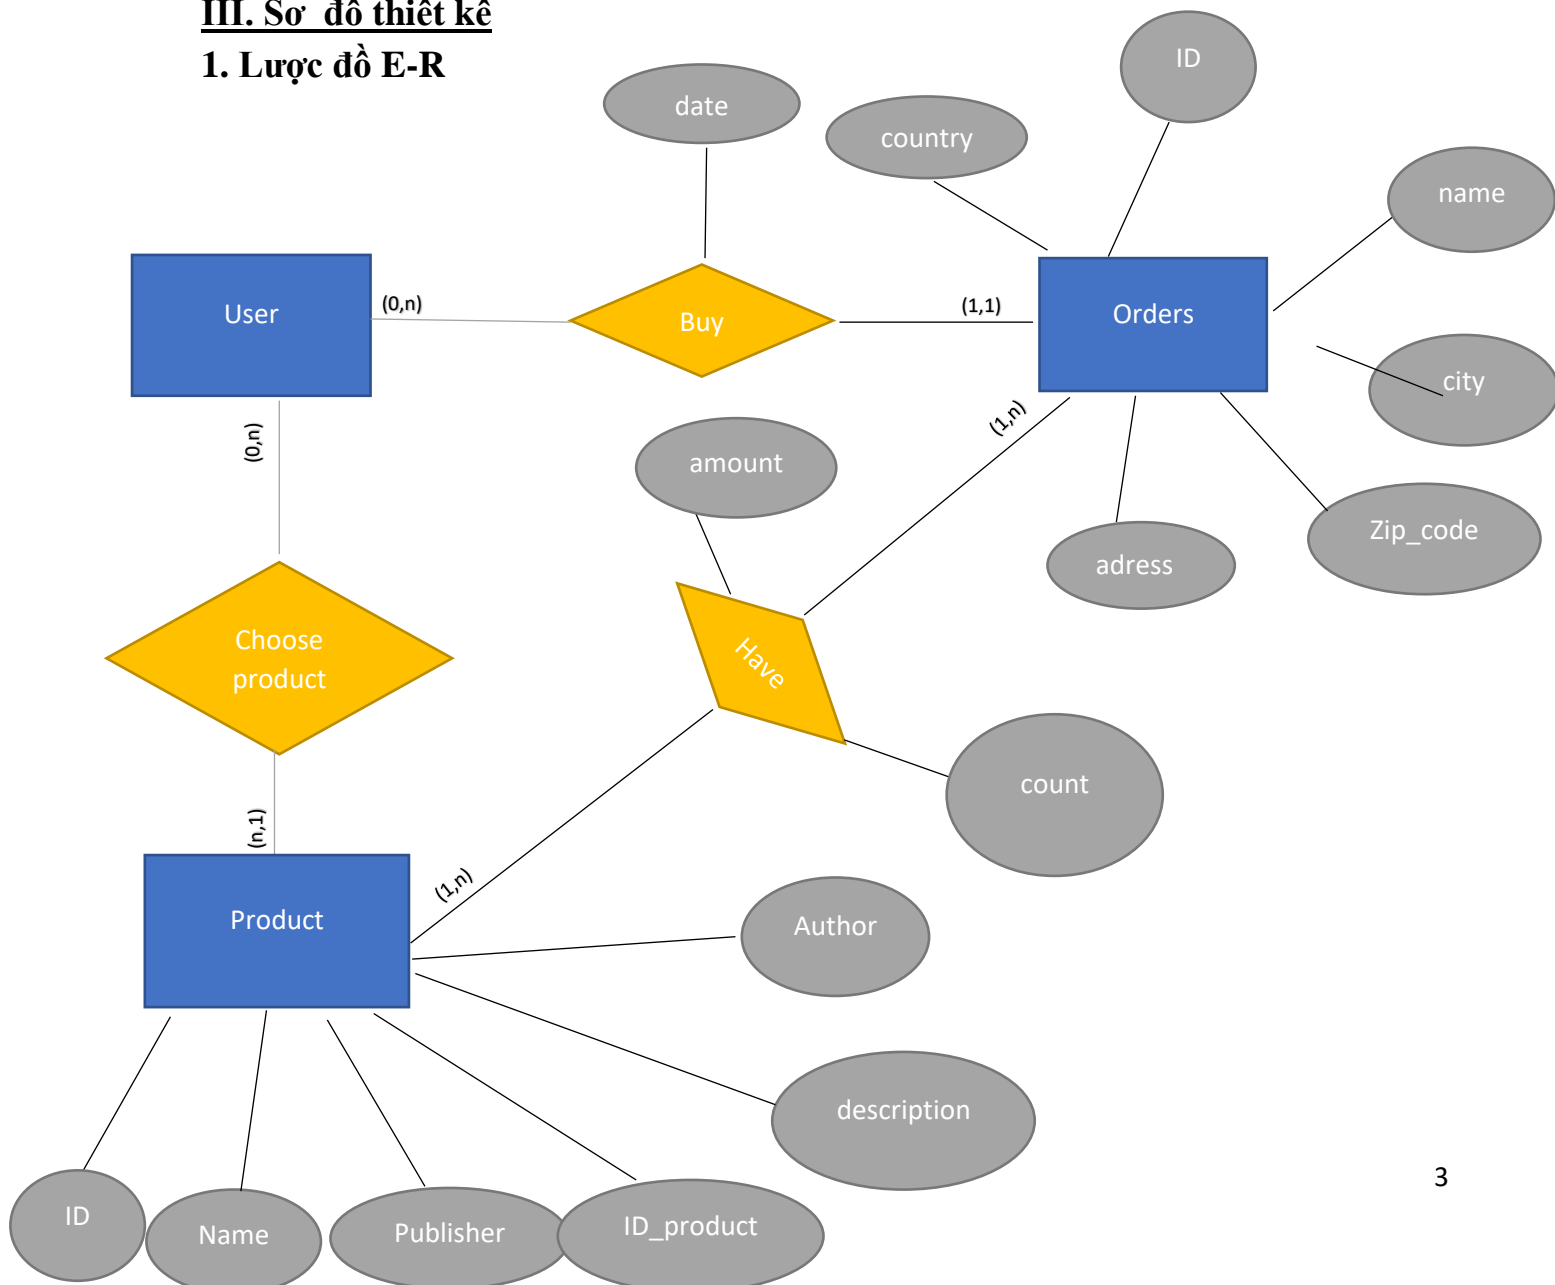 III. Sơ đồ thiết kế
1. Lược đồ E-R
ID
date
country
name
User
(0,n)
Buy
(1,1)
Orders
city
(0,n)
(1,n)
amount
Zip_code
adress
Choose
product
Have
count
(n,1)
(1,n)
Product
Author
description
3
ID
Name
Publisher
ID_product